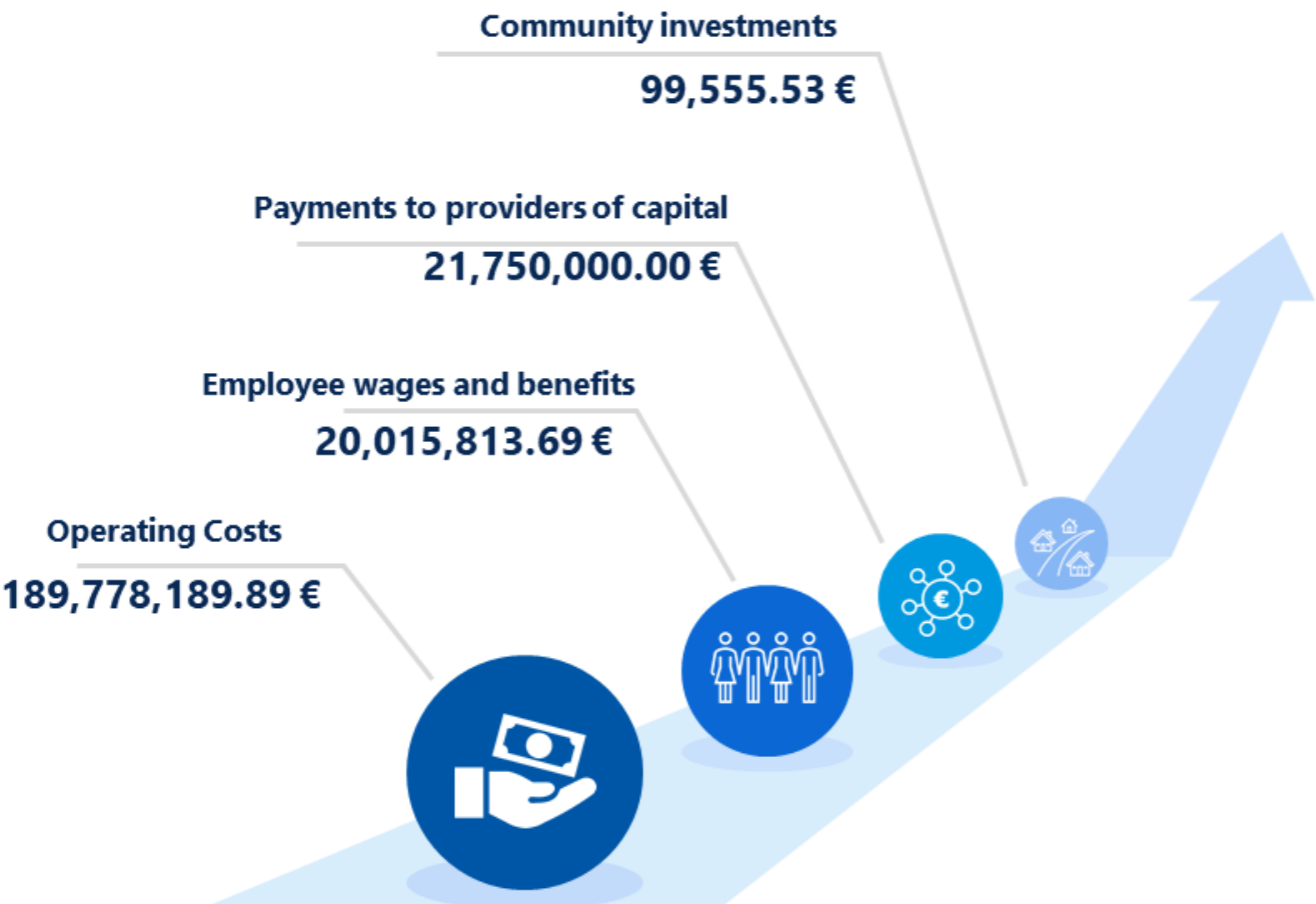 Community investments
99,555.53 €
Payments to providers of capital
21,750,000.00 €
Employee wages and benefits
20,015,813.69 €
Operating Costs
189,778,189.89 €
€